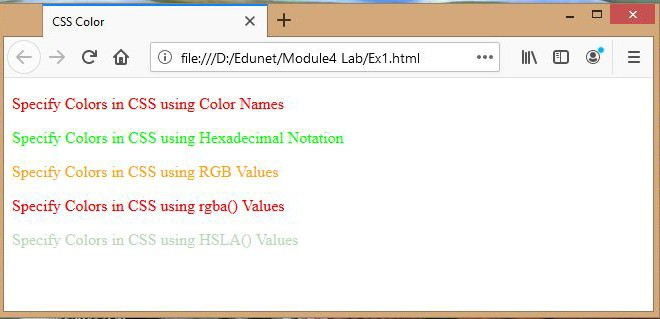 CSS Color
file:///D:/Edunet/Module4 Lab/Ex1.html
Specify Colors in CSS using Color Names
Specify Colors in CSS using Hexadecimal Notation
Specify Colors in CSS using RGB Values
Specify Colors in CSS using rgba() Values
Specify Colors in CSS using HSLA() Values